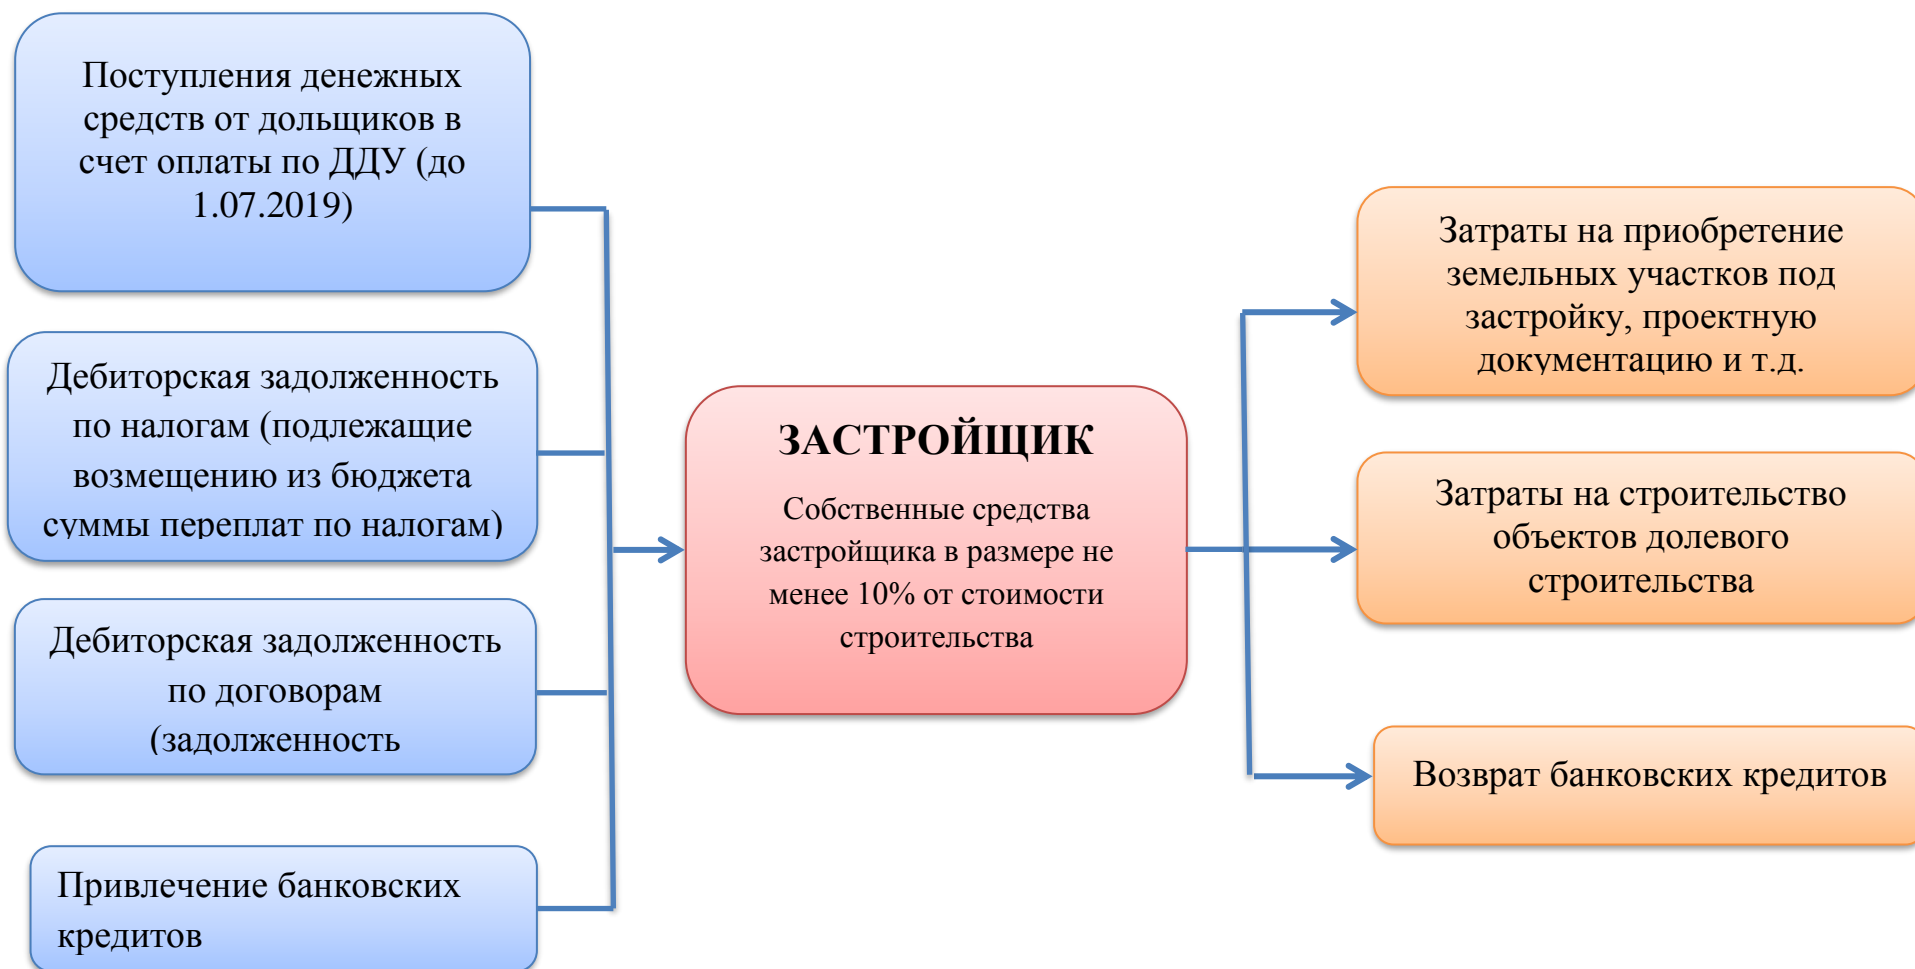 Поступления денежных
средств от дольщиков в
счет оплаты по ДДУ (до
1.07.2019)
Дебиторская задолженность
по налогам (подлежащие
возмещению из бюджета
суммы переплат по налогам)
Дебиторская задолженность
по договорам
(задолженность
Привлечение банковских
кредитов
ЗАСТРОЙЩИК
Собственные средства
застройщика в размере не
менее 10% от стоимости
строительства
Затраты на приобретение
земельных участков под
застройку, проектную
документацию и т.д.
Затраты на строительство
объектов долевого
строительства
Возврат банковских кредитов